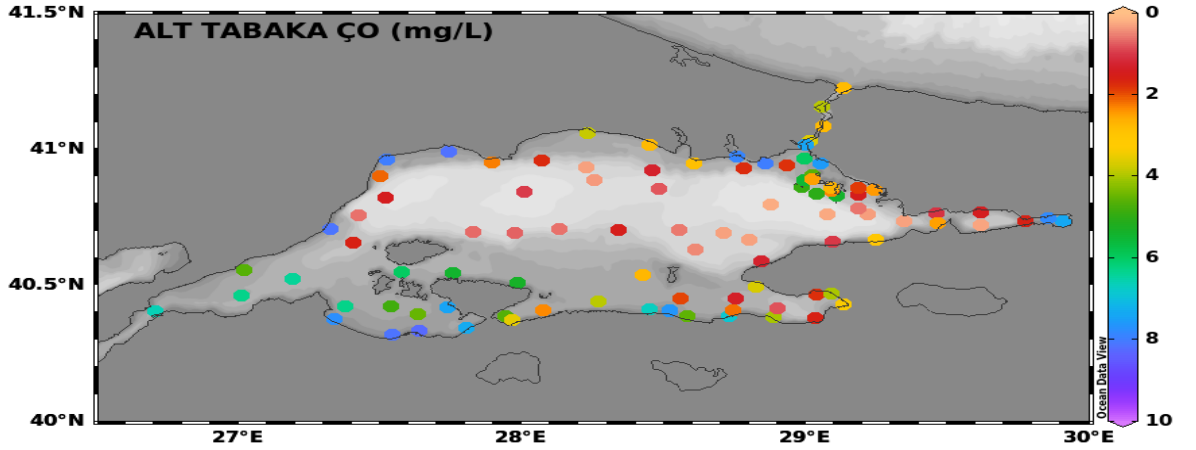 ALT TABAKA ÇO (mg/L)
41.5°N
41°N
40.5°N
40°N
27°E
28°E
29°E
30°E
0
2
4
6
8
10
Ocean Data View